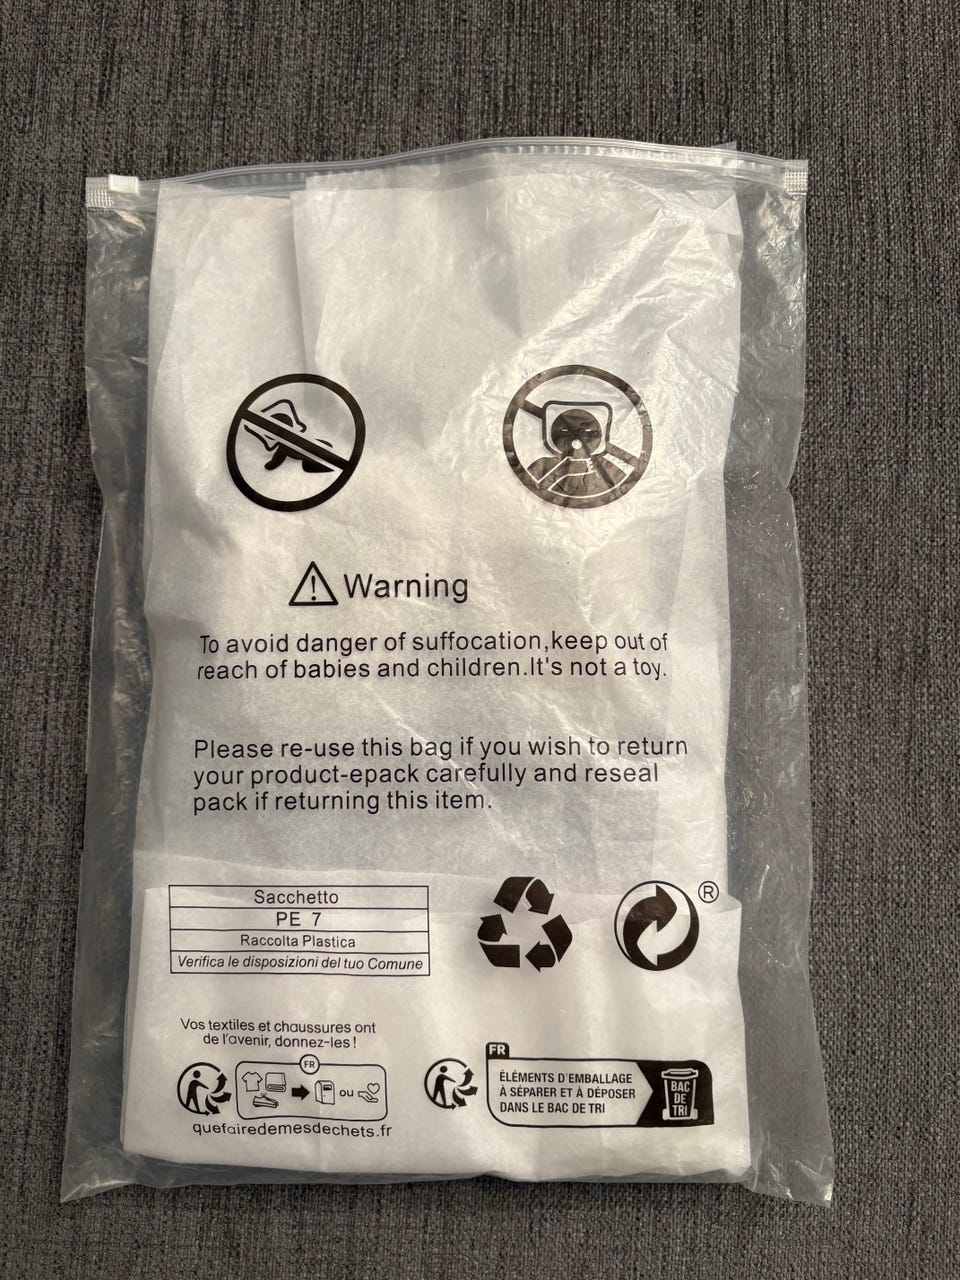 Warning
To avoid danger of suffocation,keep out of
reach of babies and children.It's not a toy.
Please re-use this bag if you wish to return
your product-epack carefully and reseal
pack if returning this item.
Sacchetto
PE 7
Raccolta Plastica
Verifica le disposizioni del tuo Comune
®
Vos textiles et chaussures ont
de l'avenir, donnez-les !
FR
ou
quefairedemesdechets.fr
FR
ÉLÉMENTS D'EMBALLAGE
À SÉPARER ET À DÉPOSER
DANS LE BAC DE TRI
BAC
DE
TRI